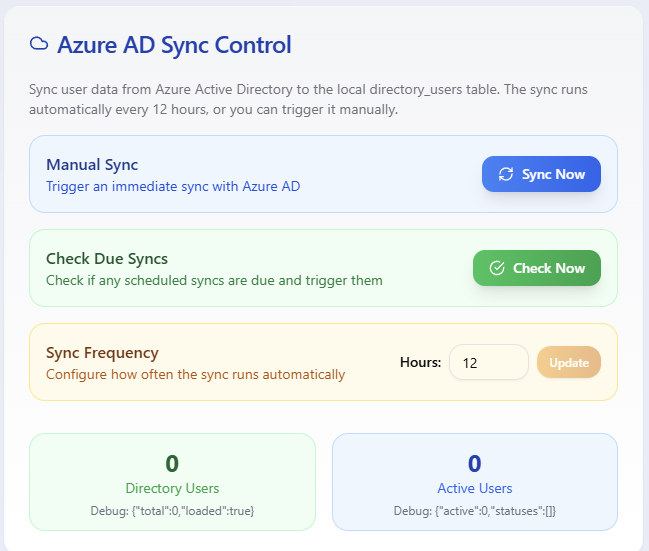 Azure AD Sync Control
Sync user data from Azure Active Directory to the local directory_users table. The sync runs
automatically every 12 hours, or you can trigger it manually.
Manual Sync
Trigger an immediate sync with Azure AD
Sync Now
Check Due Syncs
Check if any scheduled syncs are due and trigger them
Check Now
Sync Frequency
Configure how often the sync runs automatically
Hours: 12 Update
0
Directory Users
Debug: {"total":0,"loaded":true}
0
Active Users
Debug: {"active":0,"statuses":[]}